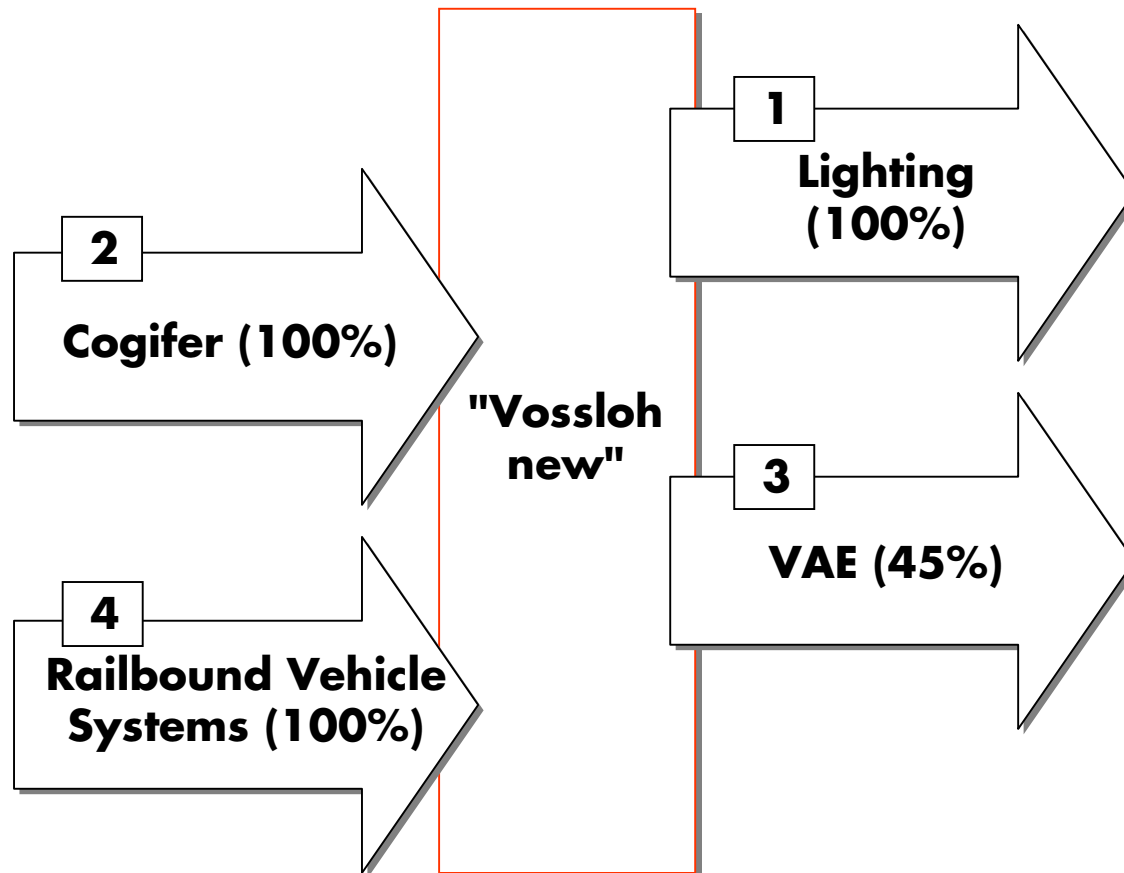 1
Lighting
(100%)
2
Cogifer (100%)
"Vossloh
new"
3
VAE (45%)
4
Railbound Vehicle
Systems (100%)